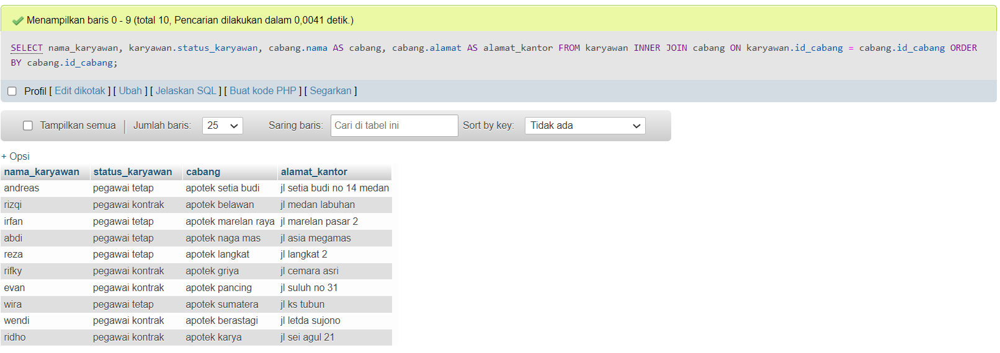 Menampilkan baris 0 - 9 (total 10, Pencarian dilakukan dalam 0,0041 detik.)
SELECT nama_karyawan, karyawan.status_karyawan, cabang.nama AS cabang, cabang.alamat AS alamat_kantor FROM karyawan INNER JOIN cabang ON karyawan.id_cabang = cabang.id_cabang ORDER
BY cabang.id_cabang;
Profil [ Edit dikotak ] [ Ubah ] [ Jelaskan SQL ] [ Buat kode PHP ] [ Segarkan ]
Tampilkan semua | Jumlah baris: 25 Saring baris: Cari di tabel ini Sort by key: Tidak ada
+ Opsi
nama_karyawan status_karyawan cabang alamat_kantor
andreas pegawai tetap apotek setia budi jl setia budi no 14 medan
rizqi pegawai kontrak apotek belawan jl medan labuhan
irfan pegawai tetap apotek marelan raya jl marelan pasar 2
abdi pegawai tetap apotek naga mas jl asia megamas
reza pegawai tetap apotek langkat jl langkat 2
rifky pegawai kontrak apotek griya jl cemara asri
evan pegawai kontrak apotek pancing jl suluh no 31
wira pegawai tetap apotek sumatera jl ks tubun
wendi pegawai kontrak apotek berastagi jl letda sujono
ridho pegawai kontrak apotek karya jl sei agul 21